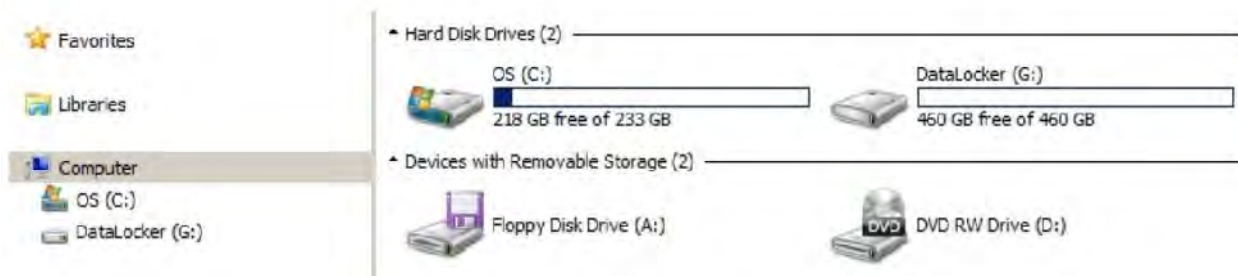 Favorites
Libraries
Computer
OS (C:)
DataLocker (G:)
Hard Disk Drives (2)
OS (C:)
218 GB free of 233 GB
DataLocker (G:)
460 GB free of 460 GB
Devices with Removable Storage (2)
Floppy Disk Drive (A:)
DVD
DVD RW Drive (D:)